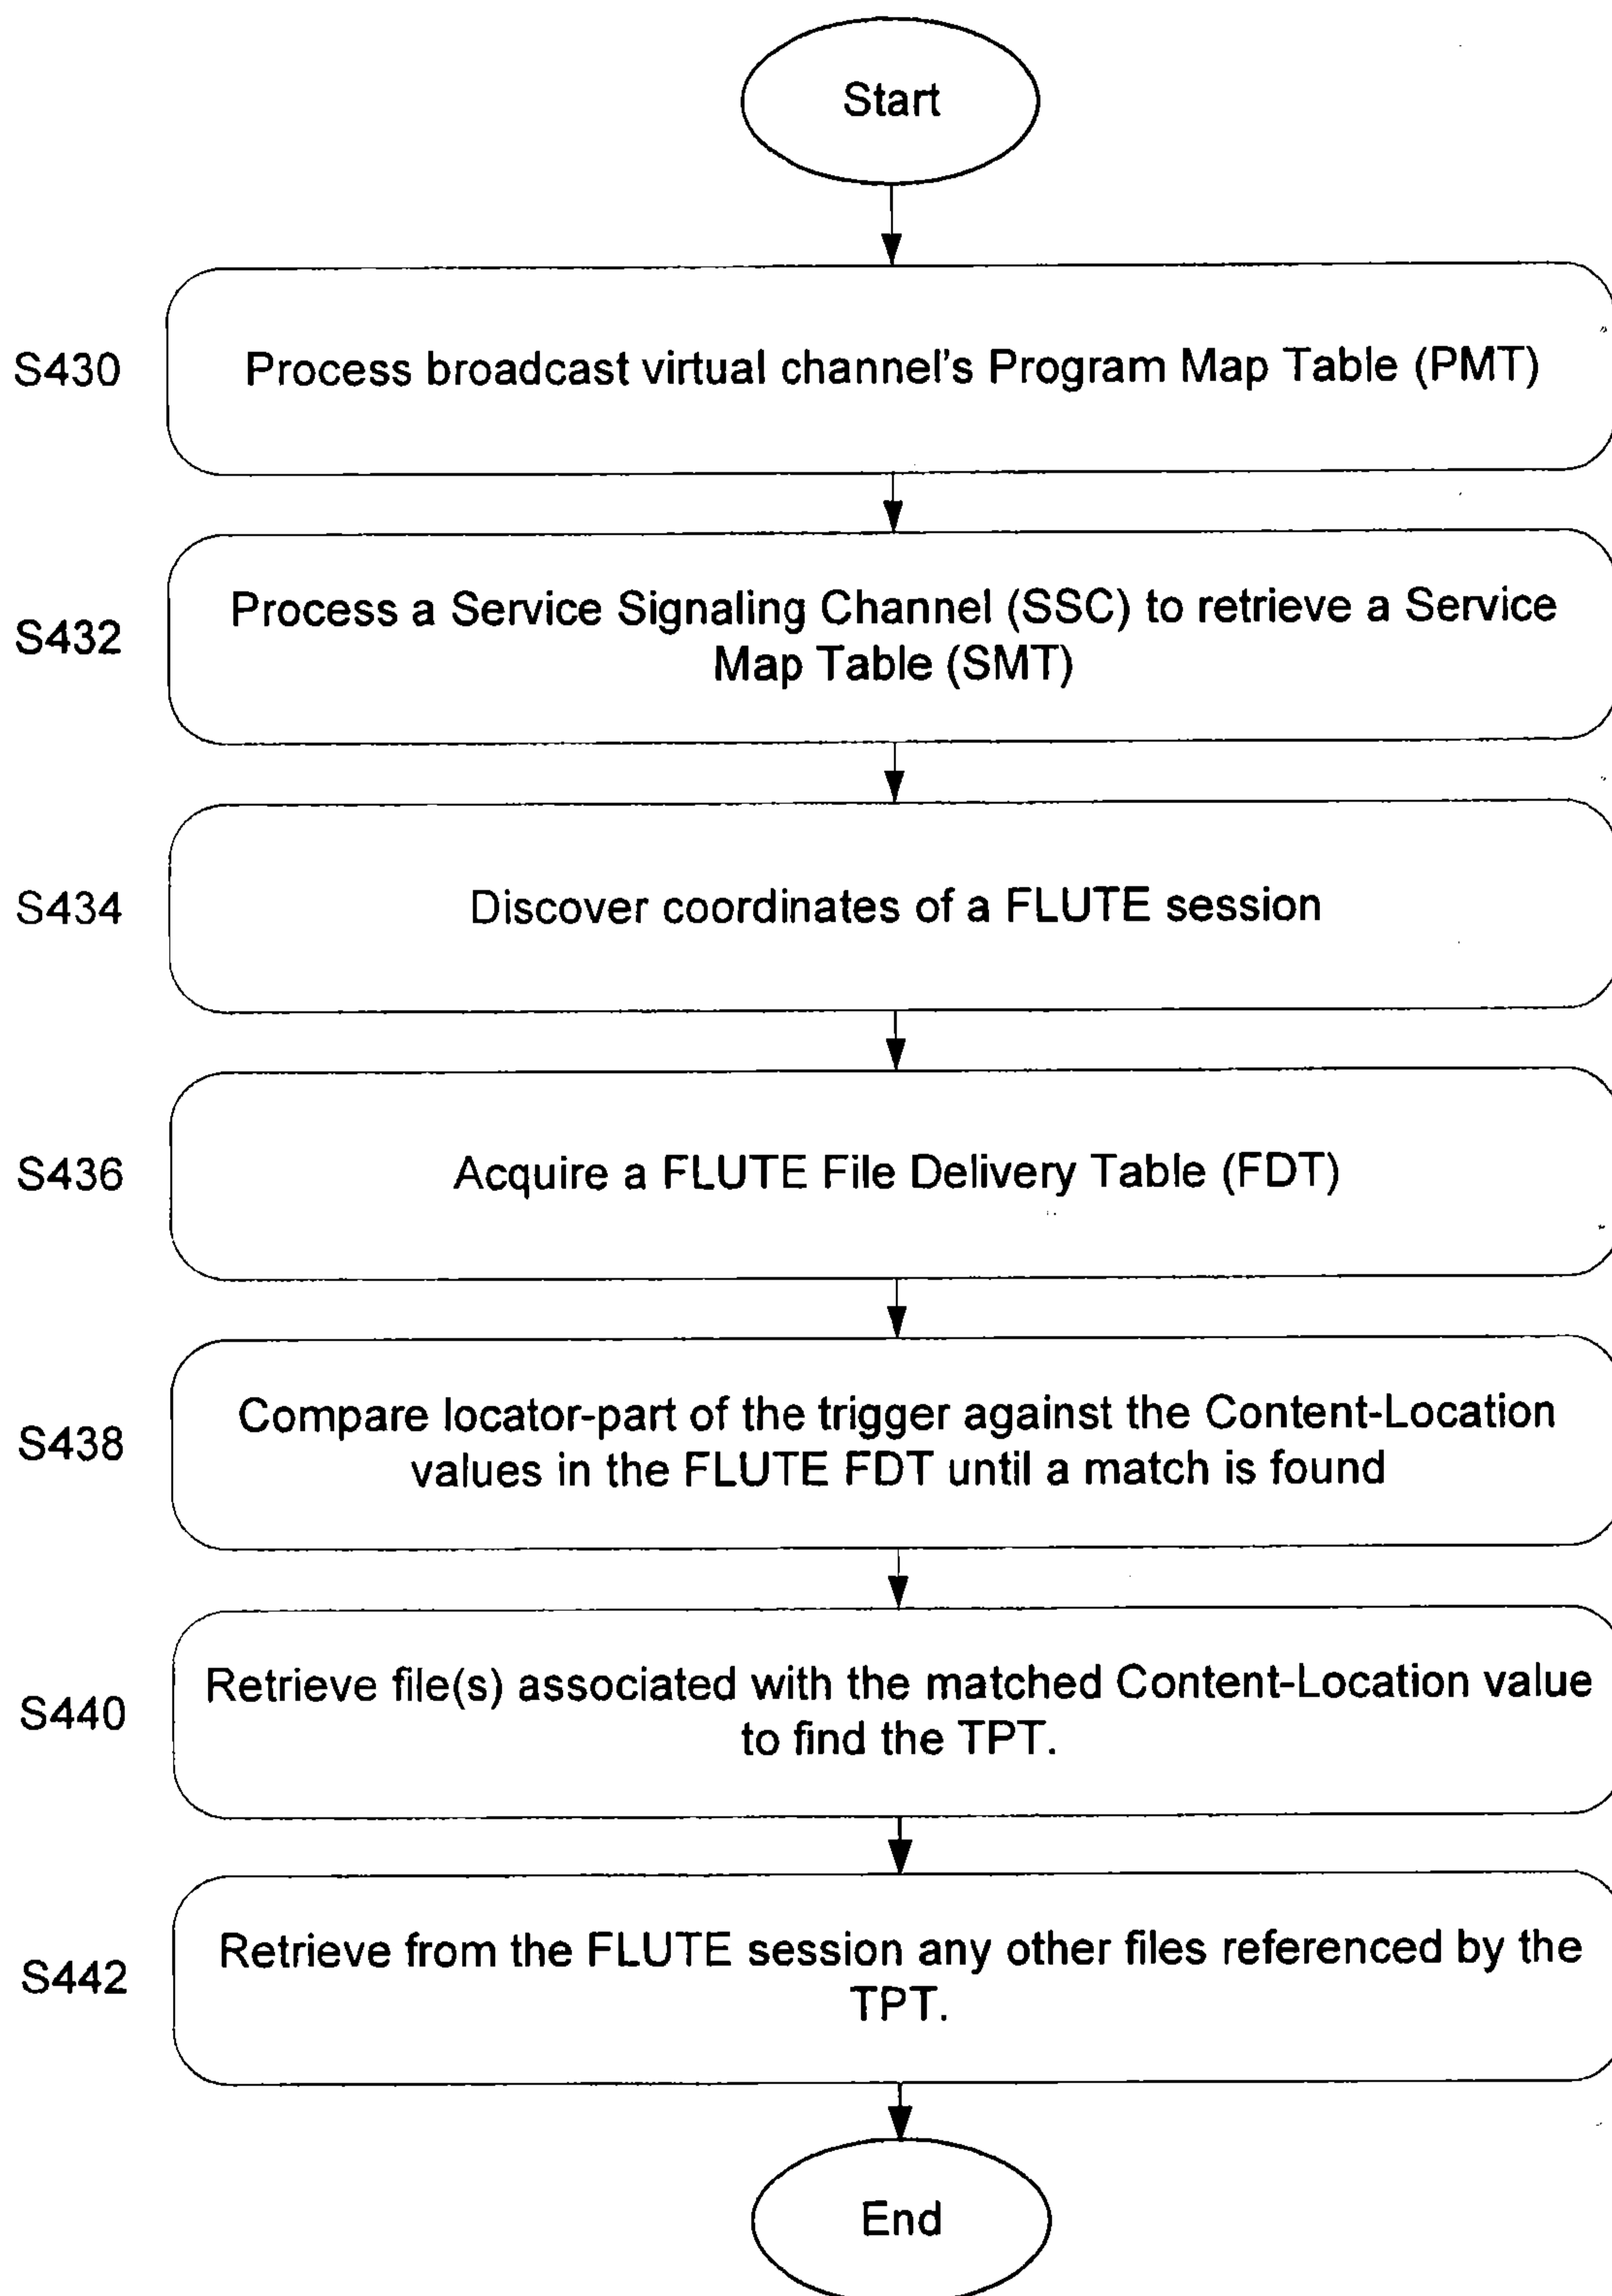 Start
S430
Process broadcast virtual channel's Program Map Table (PMT)
S432
Process a Service Signaling Channel (SSC) to retrieve a Service
Map Table (SMT)
S434
Discover coordinates of a FLUTE session
S436
Acquire a FLUTE File Delivery Table (FDT)
S438
Compare locator-part of the trigger against the Content-Location
values in the FLUTE FDT until a match is found
S440
Retrieve file(s) associated with the matched Content-Location value
to find the TPT.
S442
Retrieve from the FLUTE session any other files referenced by the
TPT.
End